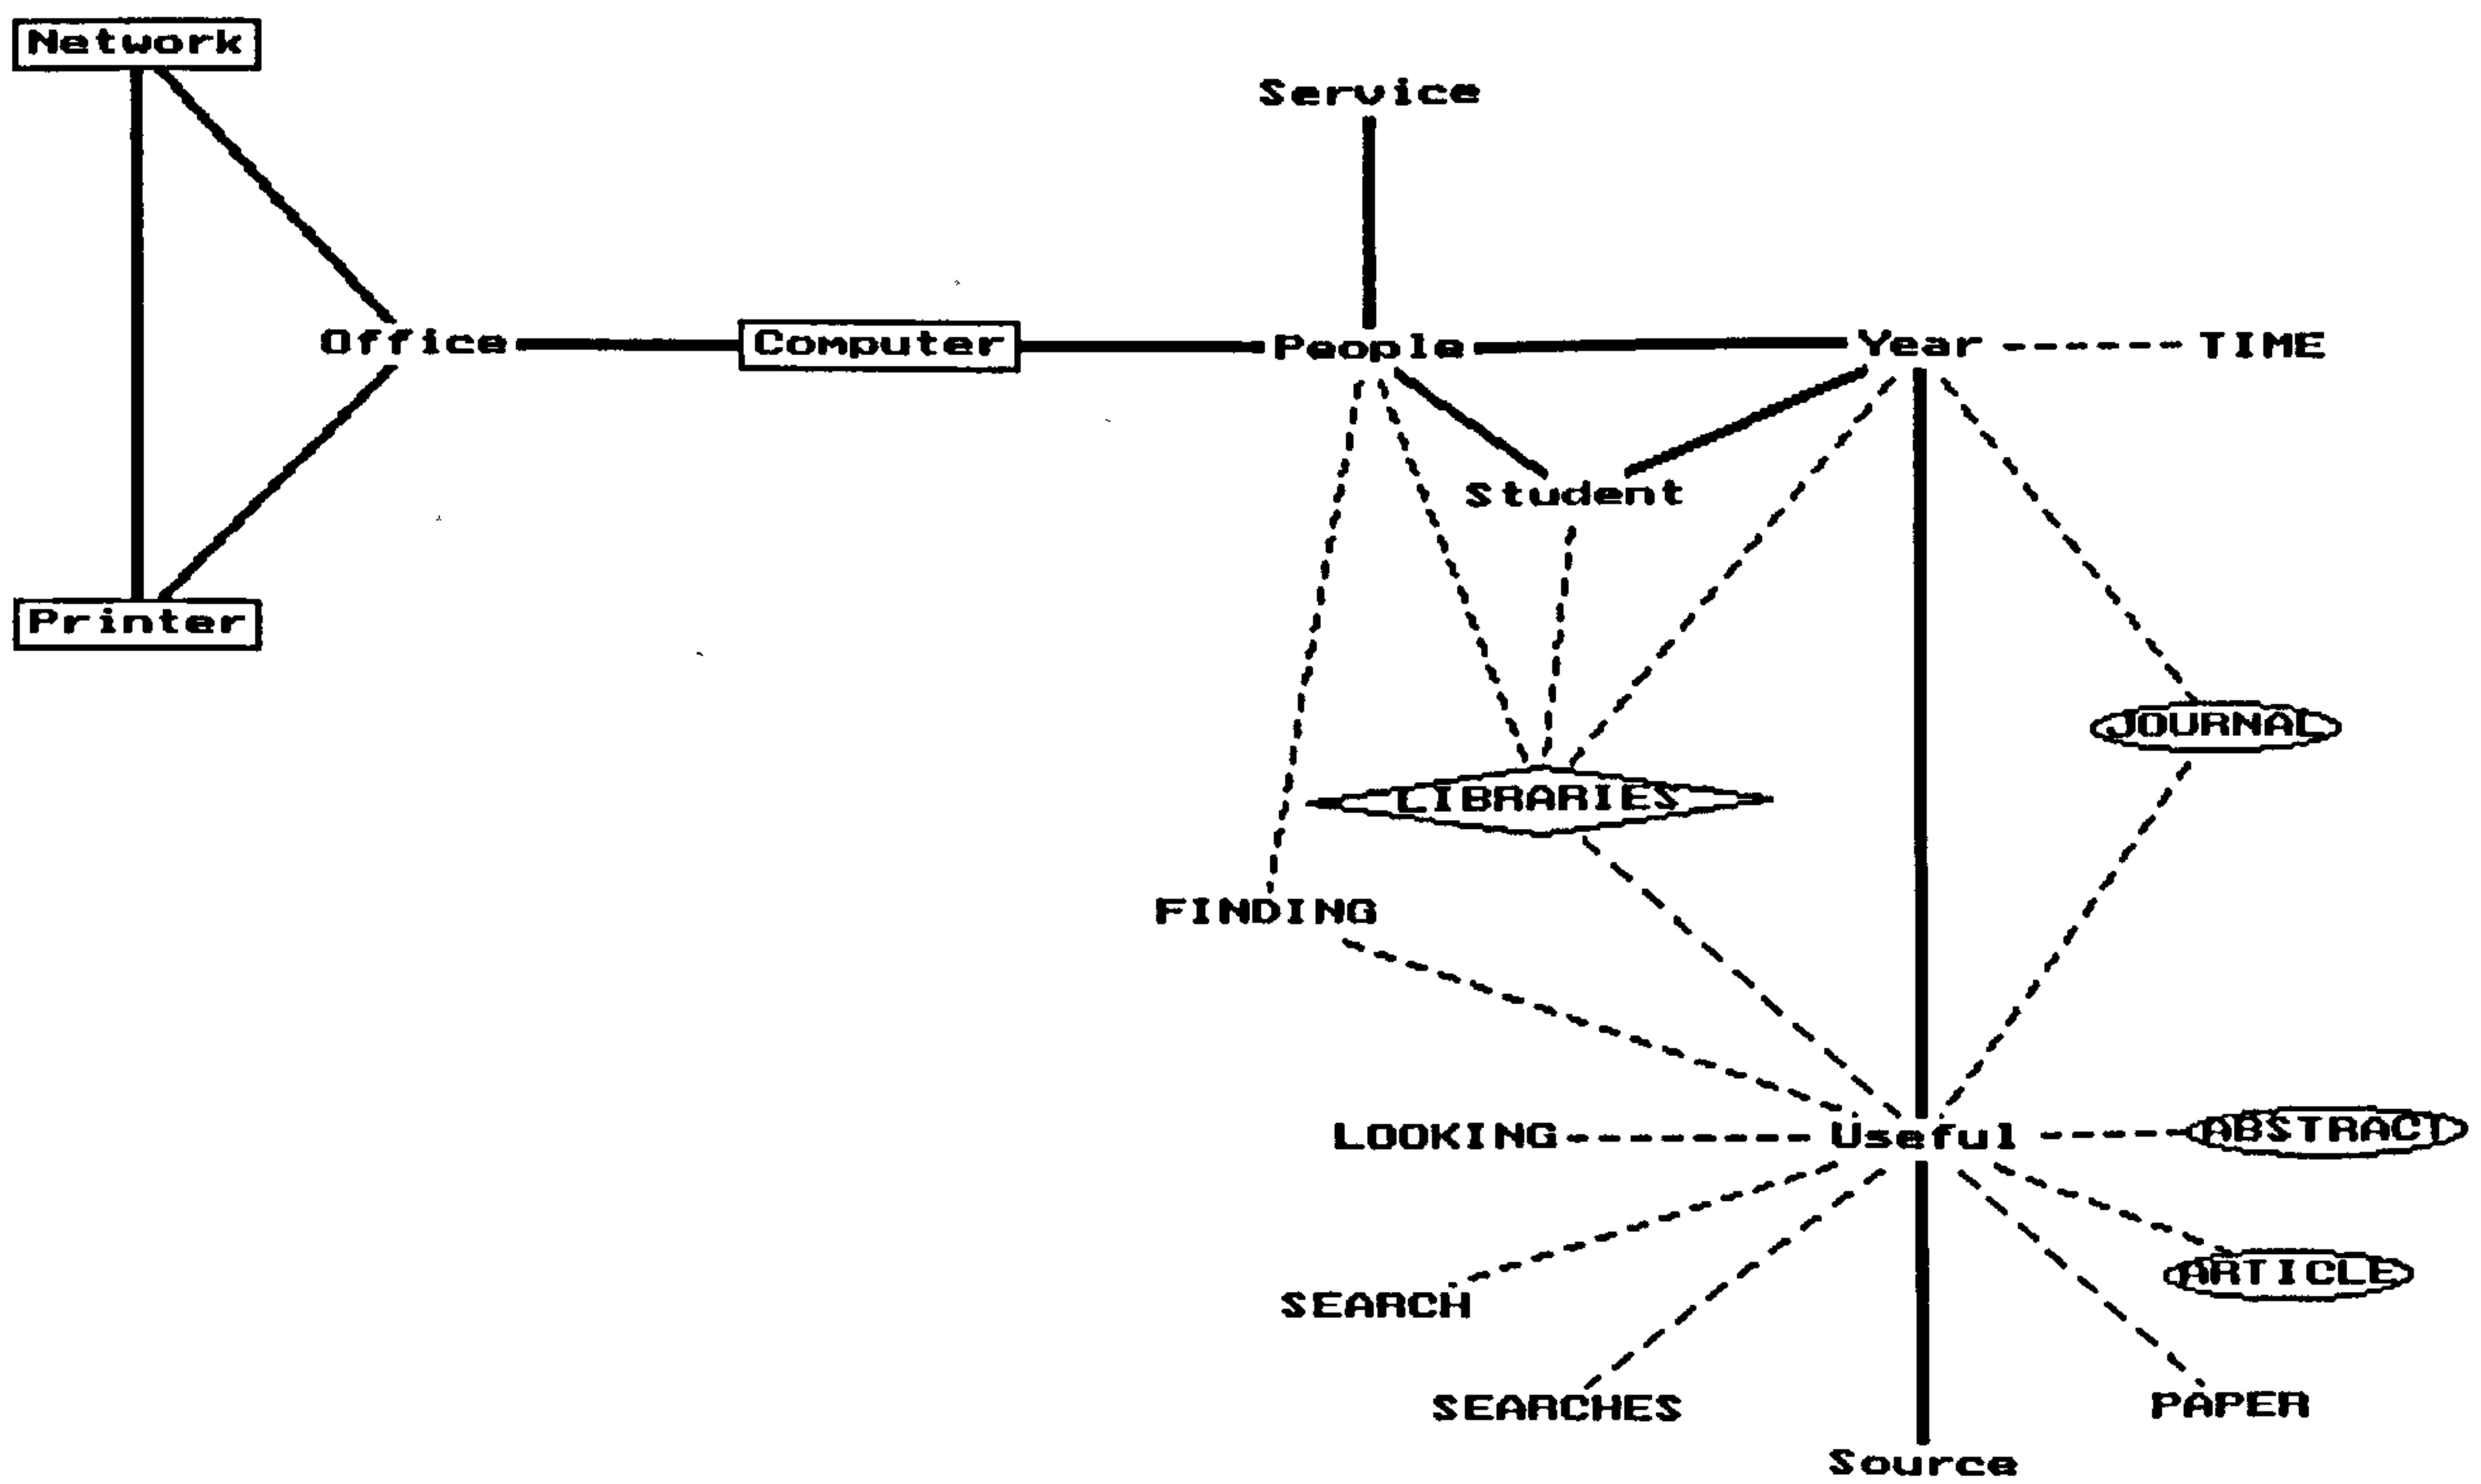 Network
Service
Office
Computer
People
Year
TIME
Student
Printer
JOURNAL
LIBRARIES
FINDING
LOOKING
Useful
ABSTRACT
ARTICLE
SEARCH
SEARCHES
PAPER
Source